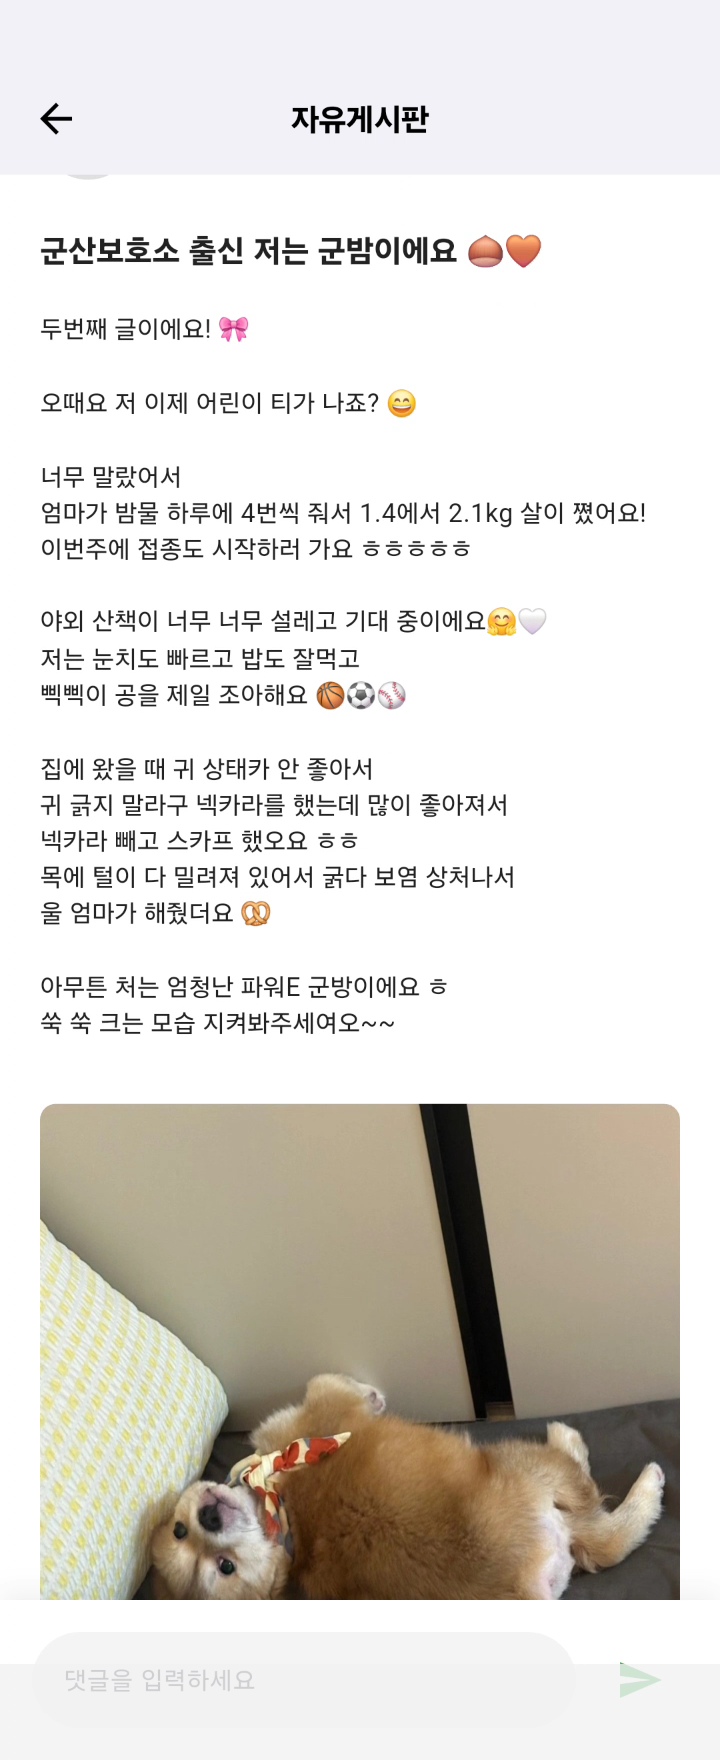 자유게시판
군산보호소 출신 저는 군밤이에요 🌰🧡
두번째 글이에요! 🎀
오때요 저 이제 어린이 티가 나죠? 😄
너무 말랐어서
엄마가 밤물 하루에 4번씩 줘서 1.4에서 2.1kg 살이 쪘어요!
이번주에 접종도 시작하러 가요 ㅎㅎㅎㅎㅎ
야외 산책이 너무 너무 설레고 기대 중이에요🤗🤍
저는 눈치도 빠르고 밥도 잘먹고
삑삑이 공을 제일 조아해요 🏀⚽⚾
집에 왔을 때 귀 상태카 안 좋아서
귀 긁지 말라구 넥카라를 했는데 많이 좋아져서
넥카라 빼고 스카프 했오요 ㅎㅎ
목에 털이 다 밀려져 있어서 굵다 보염 상처나서
울 엄마가 해줬더요 🥨
아무튼 처는 엄청난 파워E 군방이에요 ㅎ
쑥 쑥 크는 모습 지켜봐주세여오~~
댓글을 입력하세요